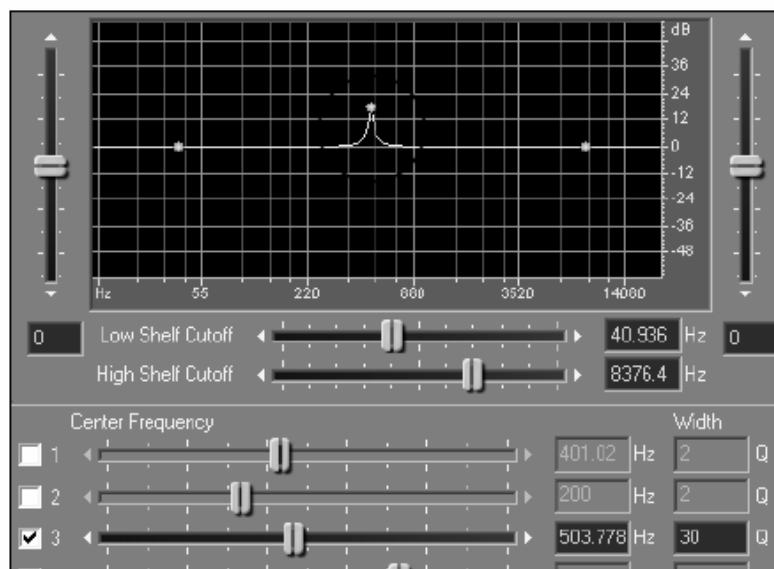 dB
36
24
12
0
-12
-24
-36
-48
Hz 55 220 880 3520 14080
0 Low Shelf Cutoff 40.936 Hz 0
High Shelf Cutoff 8376.4 Hz
Center Frequency Width
1 401.02 Hz 2 Q
2 200 Hz 2 Q
3 503.778 Hz 30 Q